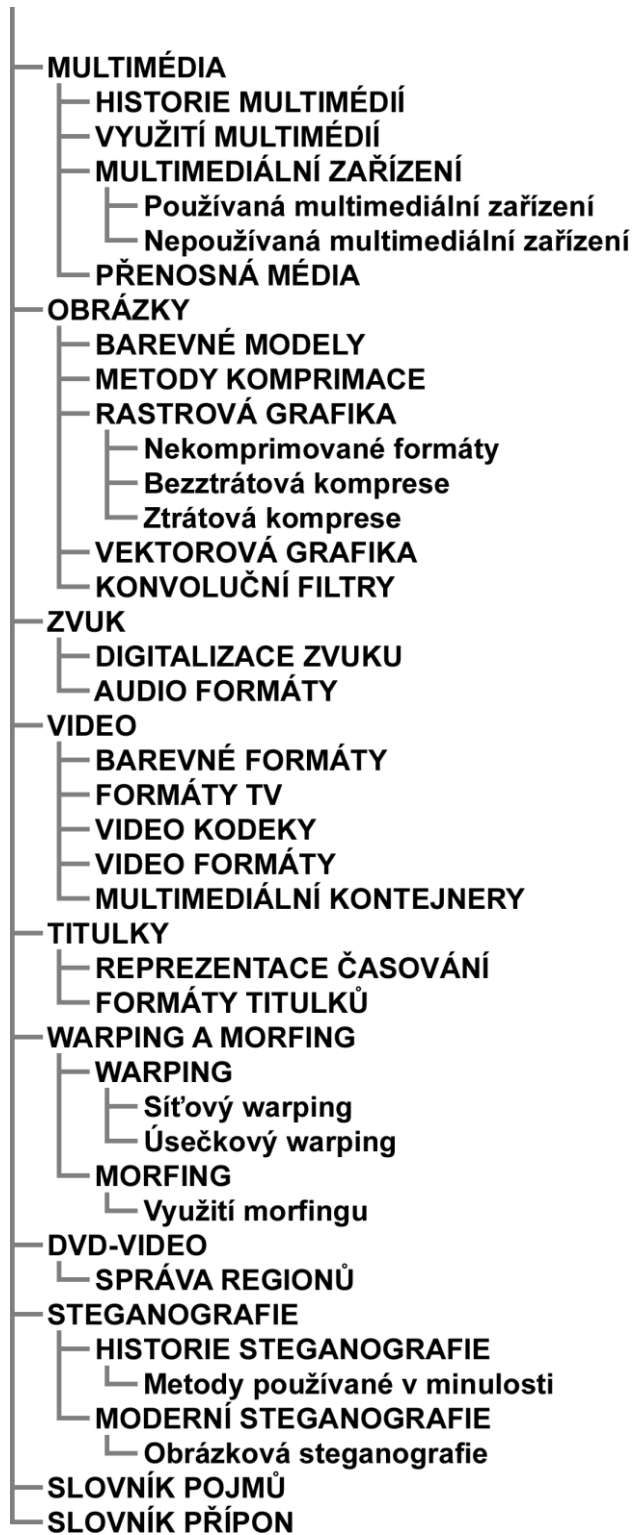 MULTIMÉDIA
HISTORIE MULTIMÉDIÍ
VYUŽITÍ MULTIMÉDIÍ
MULTIMEDIÁLNÍ ZAŘÍZENÍ
Používaná multimediální zařízení
Nepoužívaná multimediální zařízení
PŘENOSNÁ MÉDIA
OBRÁZKY
BAREVNÉ MODELY
METODY KOMPRIMACE
RASTROVÁ GRAFIKA
Nekomprimované formáty
Bezztrátová komprese
Ztrátová komprese
VEKTOROVÁ GRAFIKA
KONVOLUČNÍ FILTRY
ZVUK
DIGITALIZACE ZVUKU
AUDIO FORMÁTY
VIDEO
BAREVNÉ FORMÁTY
FORMÁTY TV
VIDEO KODEKY
VIDEO FORMÁTY
MULTIMEDIÁLNÍ KONTEJNERY
TITULKY
REPREZENTACE ČASOVÁNÍ
FORMÁTY TITULKŮ
WARPING A MORFING
WARPING
Síťový warping
Úsečkový warping
MORFING
Využití morfingu
DVD-VIDEO
SPRÁVA REGIONŮ
STEGANOGRAFIE
HISTORIE STEGANOGRAFIE
Metody používané v minulosti
MODERNÍ STEGANOGRAFIE
Obrázková steganografie
SLOVNÍK POJMŮ
SLOVNÍK PŘÍPON